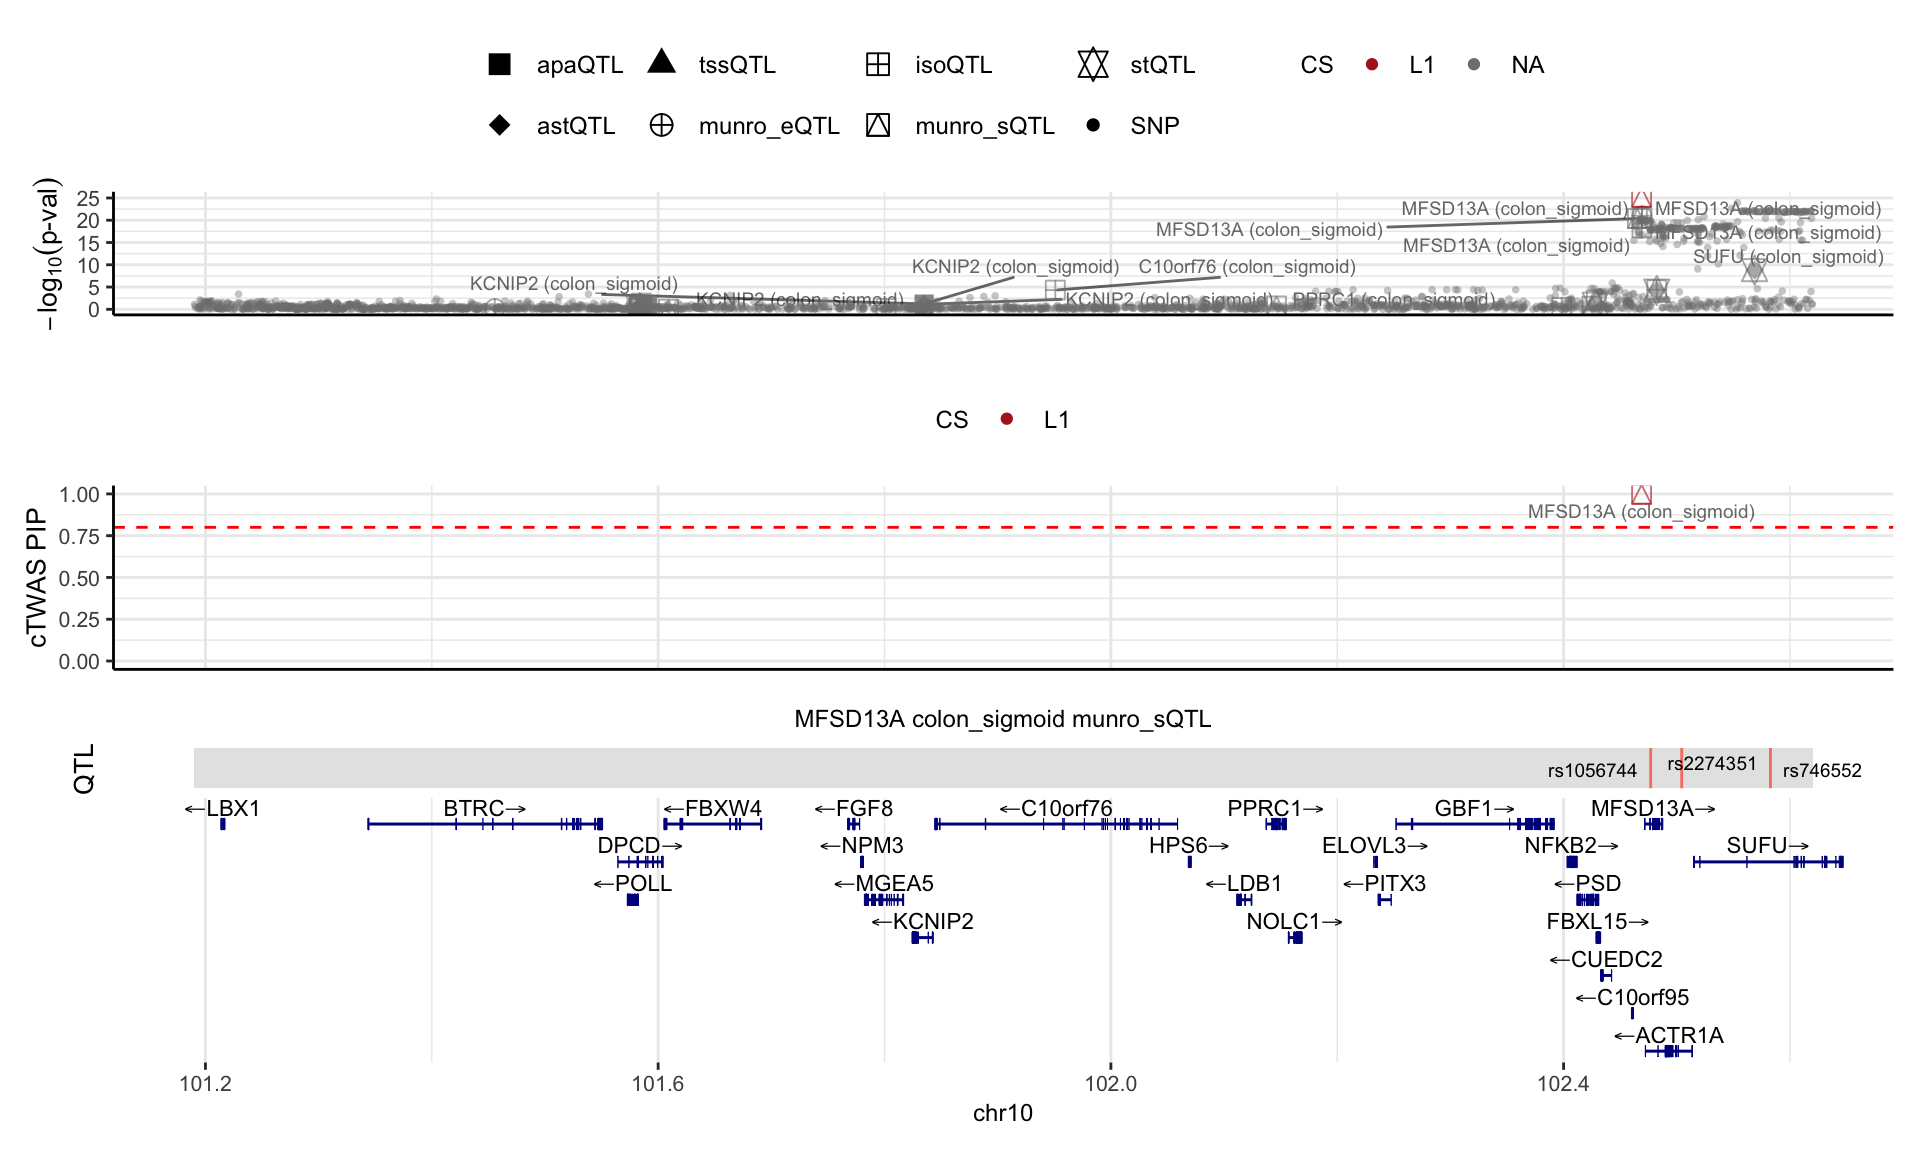 apaQTL tssQTL isoQTL stQTL CS L1 NA
astQTL munro_eQTL munro_sQTL SNP
−log10(p-val)
25
20
15
10
5
0
MFSD13A (colon_sigmoid) MFSD13A (colon_sigmoid)
MFSD13A (colon_sigmoid) MFSD13A (colon_sigmoid)
MFSD13A (colon_sigmoid)
SUFU (colon_sigmoid)
KCNIP2 (colon_sigmoid) C10orf76 (colon_sigmoid)
KCNIP2 (colon_sigmoid)
KCNIP2 (colon_sigmoid) KCNIP2 (colon_sigmoid) PPRC1 (colon_sigmoid)
CS L1
cTWAS PIP
1.00
0.75
0.50
0.25
0.00
MFSD13A (colon_sigmoid)
MFSD13A colon_sigmoid munro_sQTL
QTL
rs1056744 rs2274351 rs746552
←LBX1 BTRC→ ←FBXW4 ←FGF8 ←C10orf76 PPRC1→ GBF1→ MFSD13A→
DPCD→ ←NPM3 HPS6→ ELOVL3→ NFKB2→ SUFU→
←POLL ←MGEA5 ←LDB1 ←PITX3 ←PSD
←KCNIP2 NOLC1→ FBXL15→
←CUEDC2
←C10orf95
←ACTR1A
101.2 101.6 102.0 102.4
chr10